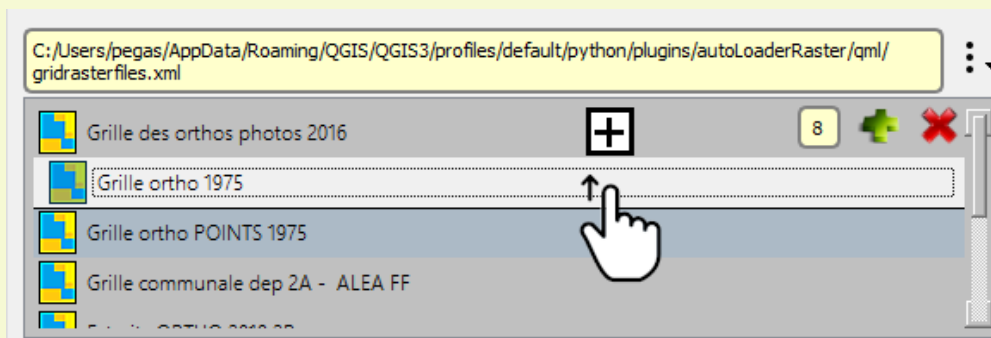 C:/Users/pegas/AppData/Roaming/QGIS/QGIS3/profiles/default/python/plugins/autoLoaderRaster/qml/
gridrasterfiles.xml
Grille des orthos photos 2016
8
Grille ortho 1975
Grille ortho POINTS 1975
Grille communale dep 2A - ALEA FF